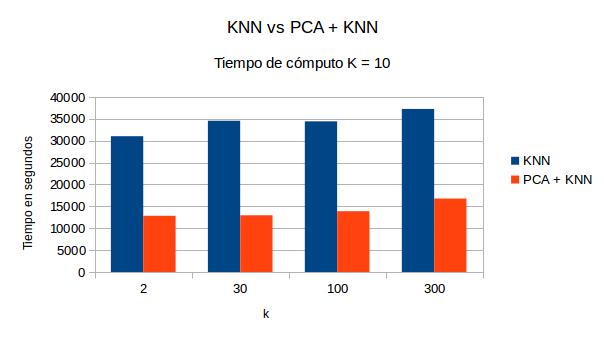 KNN vs PCA + KNN
Tiempo de cómputo K = 10
Tiempo en segundos
40000
35000
30000
25000
20000
15000
10000
5000
0
2
30
100
300
k
KNN
PCA + KNN